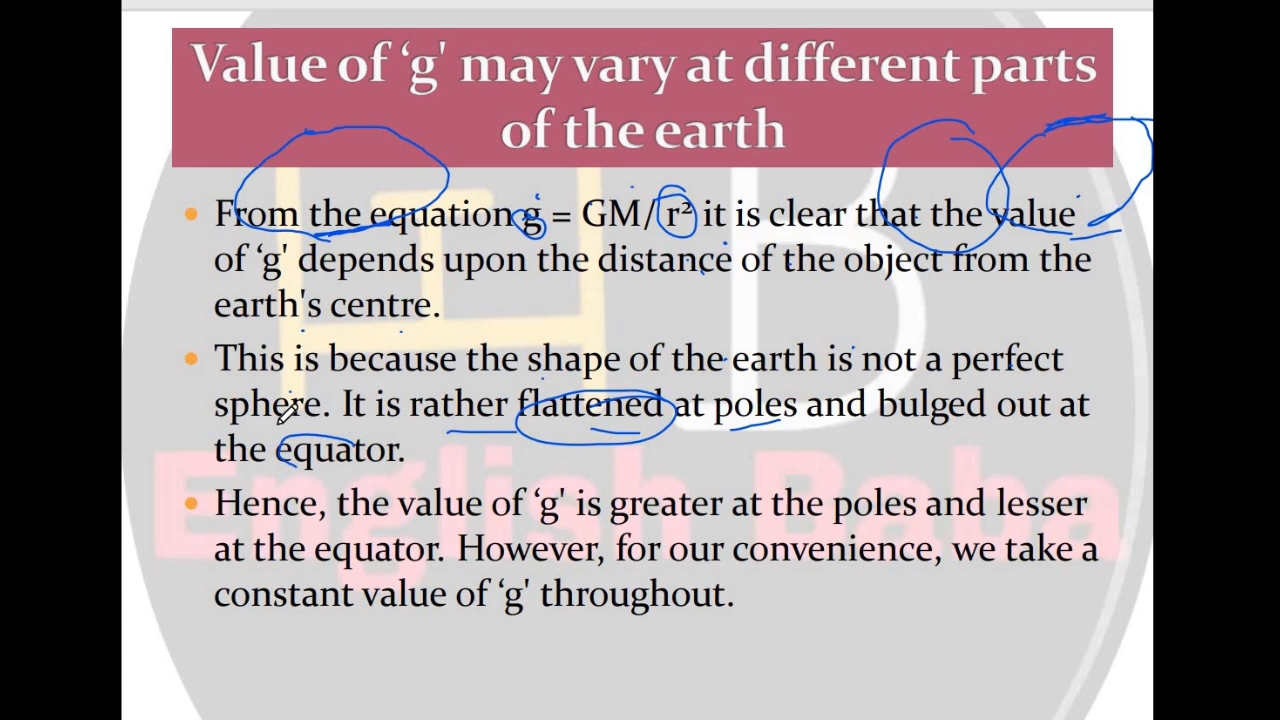 Value of ‘g' may vary at different parts
of the earth
• From the equation g = GM/ r² it is clear that the value
of ‘g' depends upon the distance of the object from the
earth's centre.
• This is because the shape of the earth is not a perfect
sphere. It is rather flattened at poles and bulged out at
the equator.
• Hence, the value of ‘g' is greater at the poles and lesser
at the equator. However, for our convenience, we take a
constant value of ‘g' throughout.
EB
English Baba